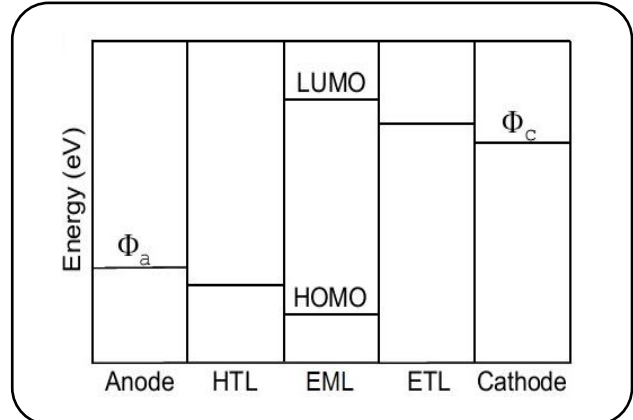 Energy (eV)
LUMO
Φc
Φa
HOMO
Anode HTL EML ETL Cathode